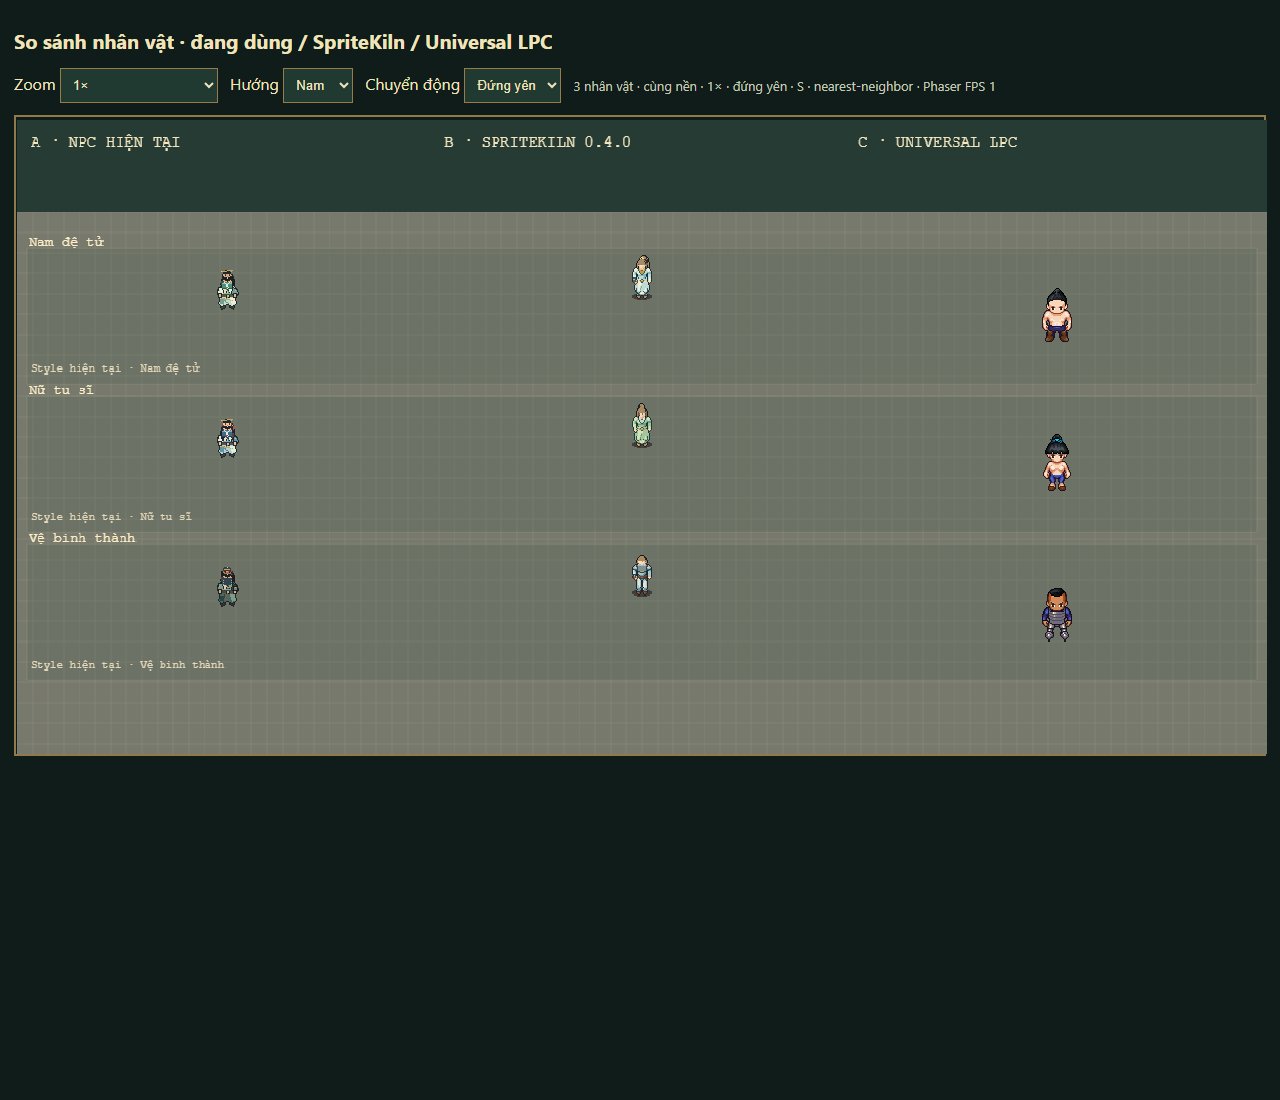 So sánh nhân vật · đang dùng / SpriteKiln / Universal LPC
Zoom 1× Hướng Nam Chuyển động Đứng yên 3 nhân vật · cùng nền · 1× · đứng yên · S · nearest-neighbor · Phaser FPS 1
A · NPC HIỆN TẠI B · SPRITEKILN 0.4.0 C · UNIVERSAL LPC
Nam đệ tử
Style hiện tại · Nam đệ tử
Nữ tu sĩ
Style hiện tại · Nữ tu sĩ
Vệ binh thành
Style hiện tại · Vệ binh thành